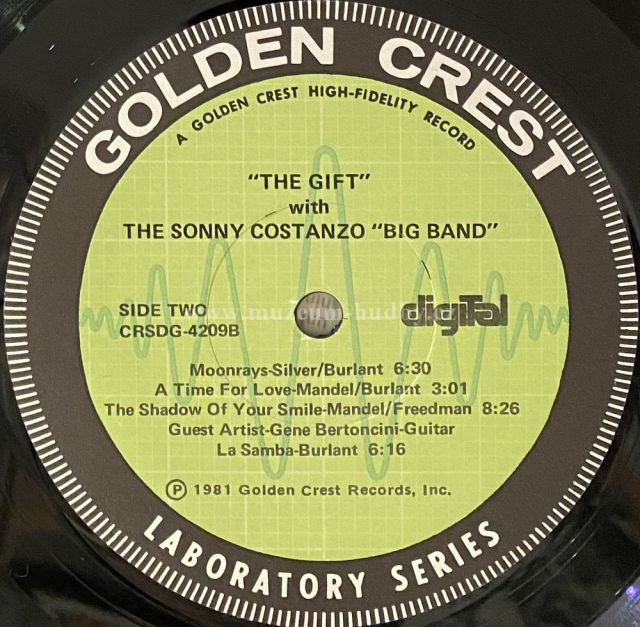 GOLDEN CREST
A GOLDEN CREST HIGH-FIDELITY RECORD
"THE GIFT"
with
THE SONNY COSTANZO "BIG BAND"
SIDE TWO
CRSDG-4209B
digital
www.muzeum-hudby.cz
Moonrays-Silver/Burlant 6:30
A Time For Love-Mandel/Burlant 3:01
The Shadow Of Your Smile-Mandel/Freedman 8:26
Guest Artist-Gene Bertoncini-Guitar
La Samba-Burlant 6:16
Ⓟ 1981 Golden Crest Records, Inc.
LABORATORY SERIES